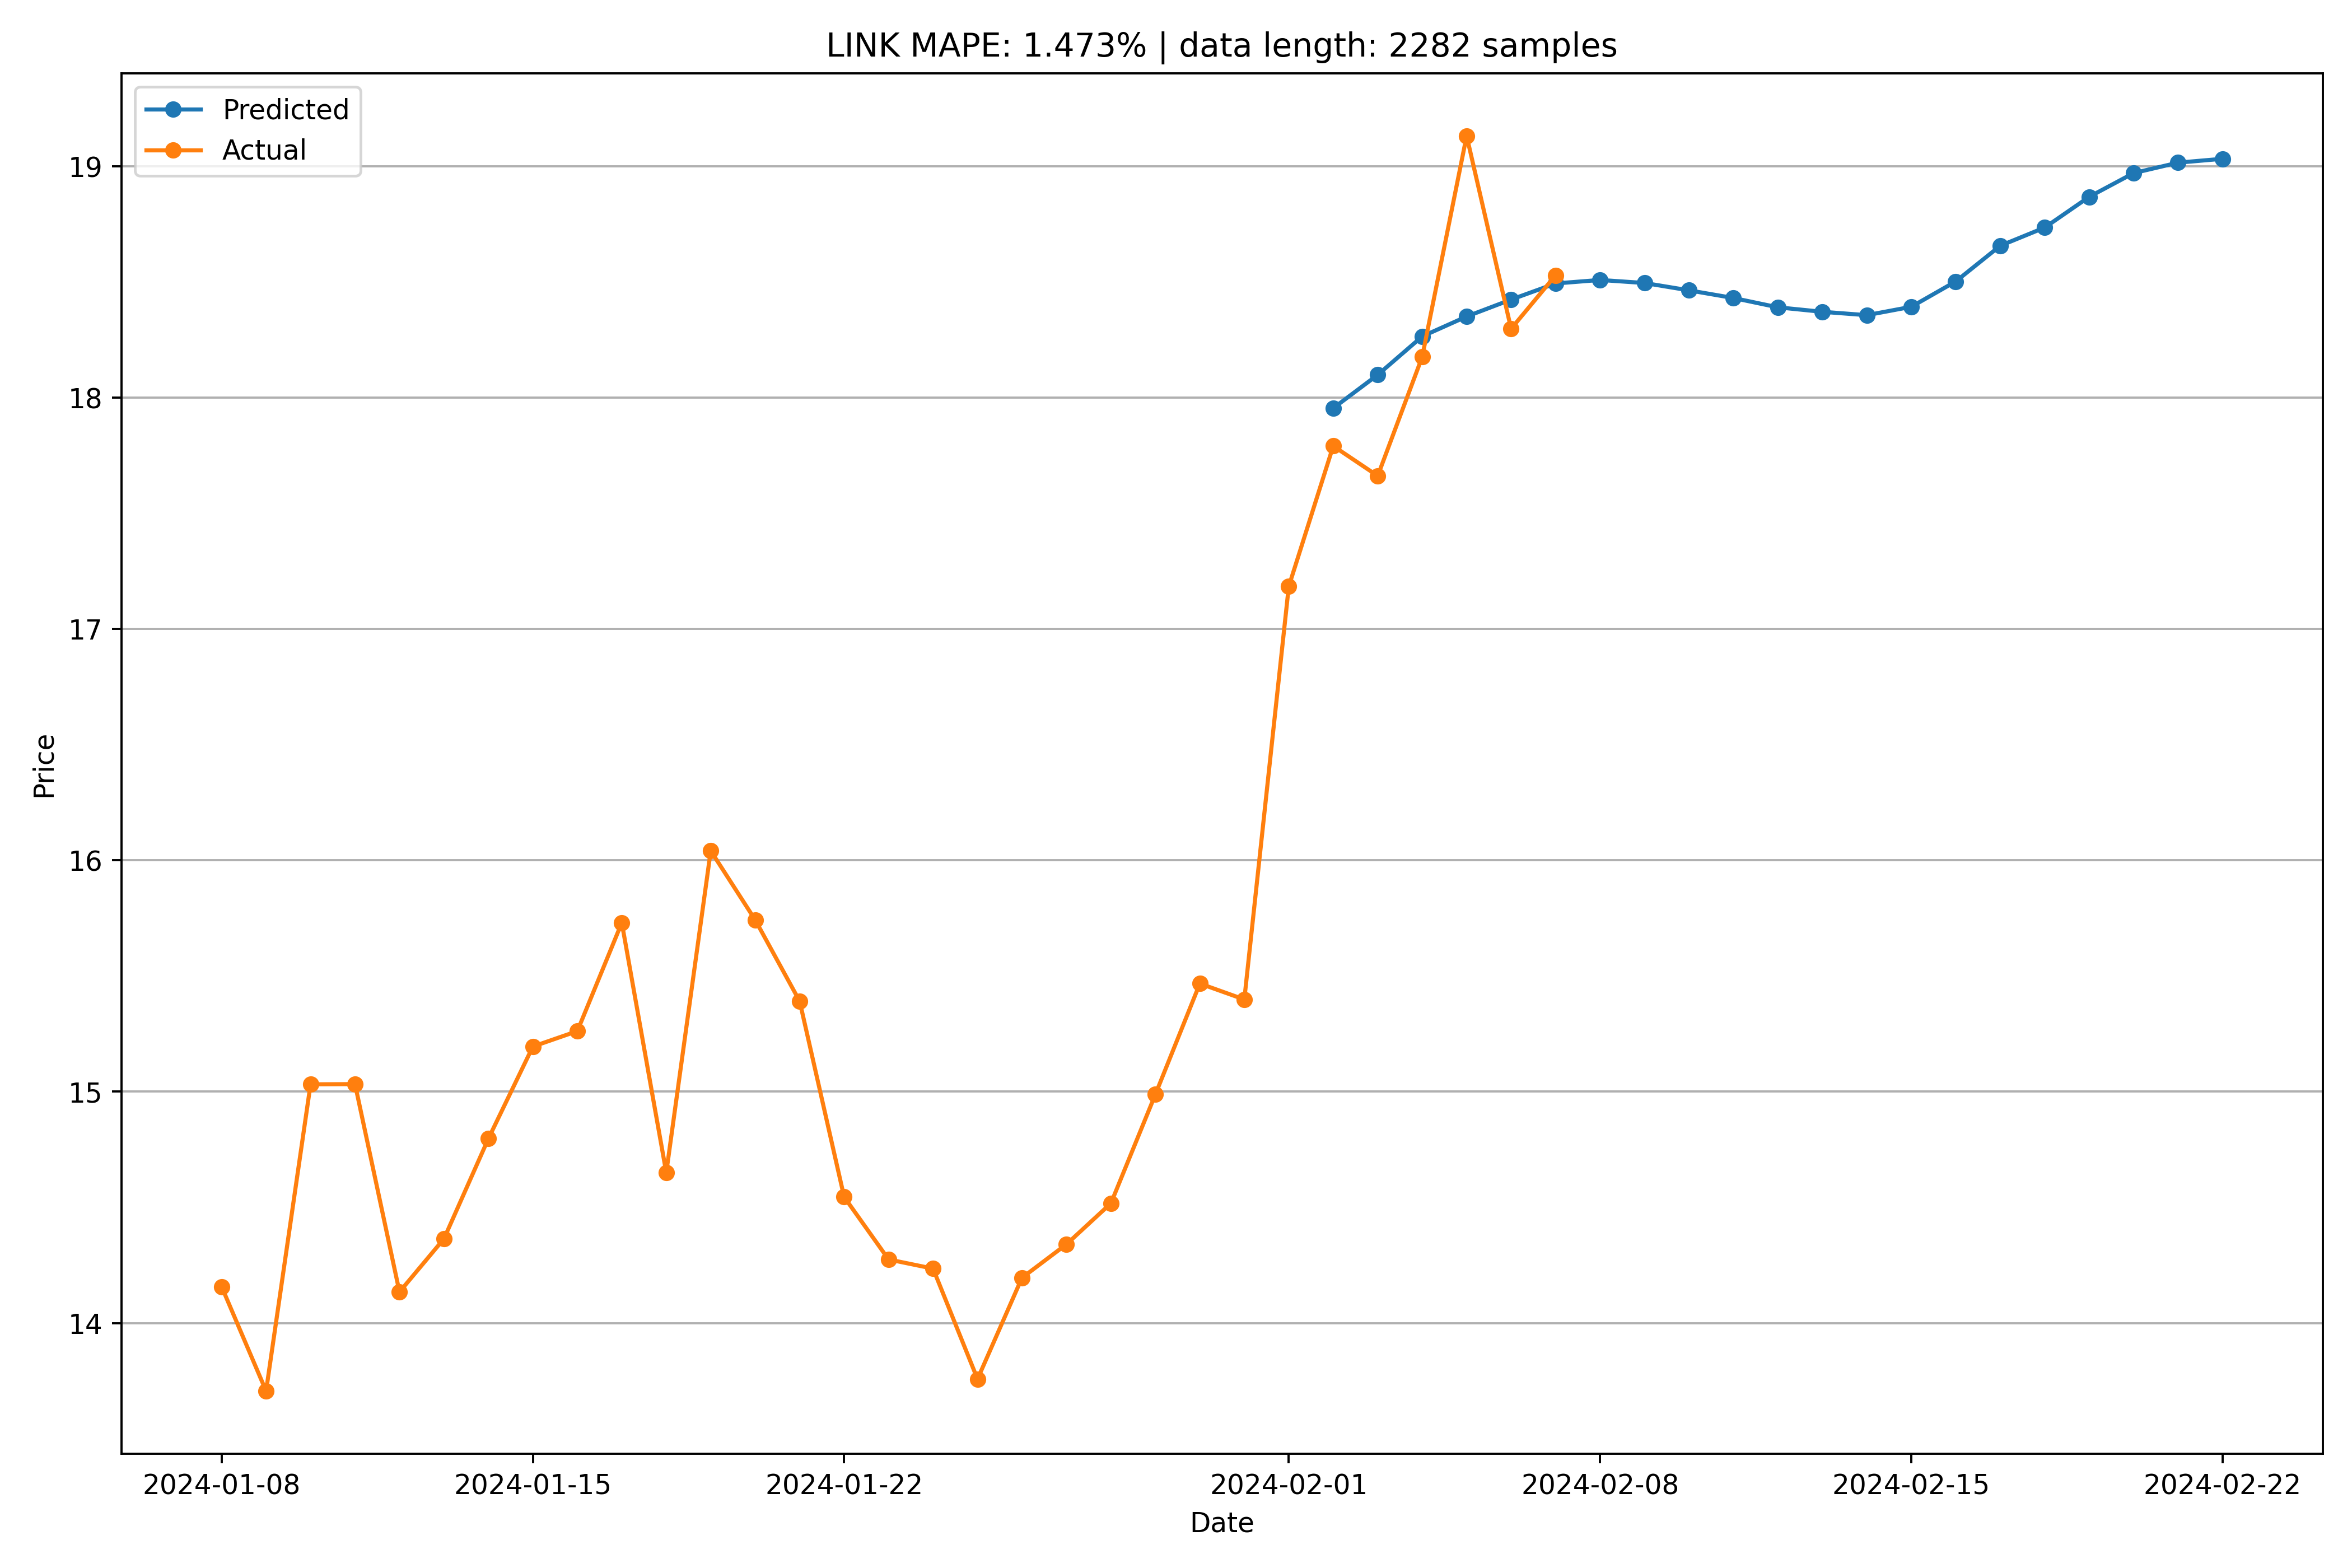 LINK MAPE: 1.473% | data length: 2282 samples
Predicted
Actual
19
18
17
16
15
14
Price
2024-01-08 2024-01-15 2024-01-22 2024-02-01 2024-02-08 2024-02-15 2024-02-22
Date